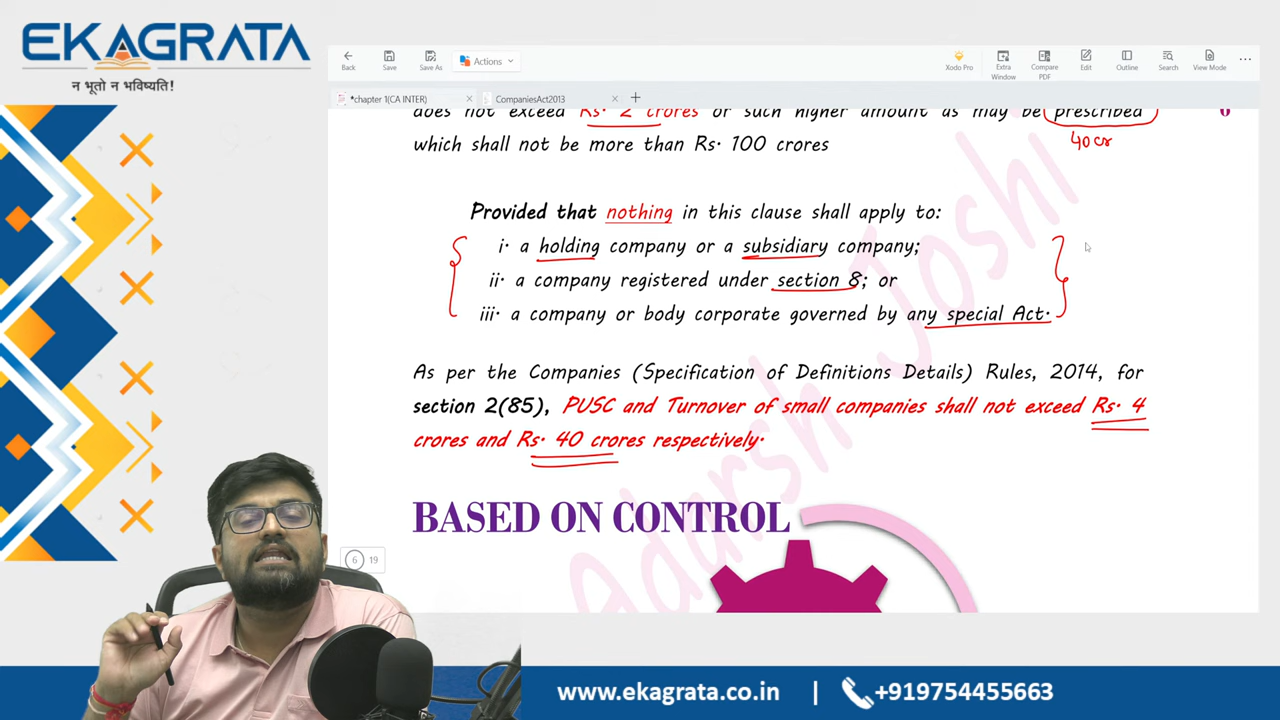 EKAGRATA
न भूतो न भविष्यति!
Back
Save
Save As
Actions
Xodo Pro
Extra Window
Compare PDF
Edit
Outline
Search
View Mode
*chapter 1(CA INTER)
CompaniesAct2013
does not exceed Rs. 2 crores or such higher amount as may be prescribed
40 cr
which shall not be more than Rs. 100 crores
Provided that nothing in this clause shall apply to:
i. a holding company or a subsidiary company;
ii. a company registered under section 8; or
iii. a company or body corporate governed by any special Act.
As per the Companies (Specification of Definitions Details) Rules, 2014, for
section 2(85), PUSC and Turnover of small companies shall not exceed Rs. 4
crores and Rs. 40 crores respectively.
BASED ON CONTROL
Adarsh Joshi
6 19
www.ekagrata.co.in | +919754455663